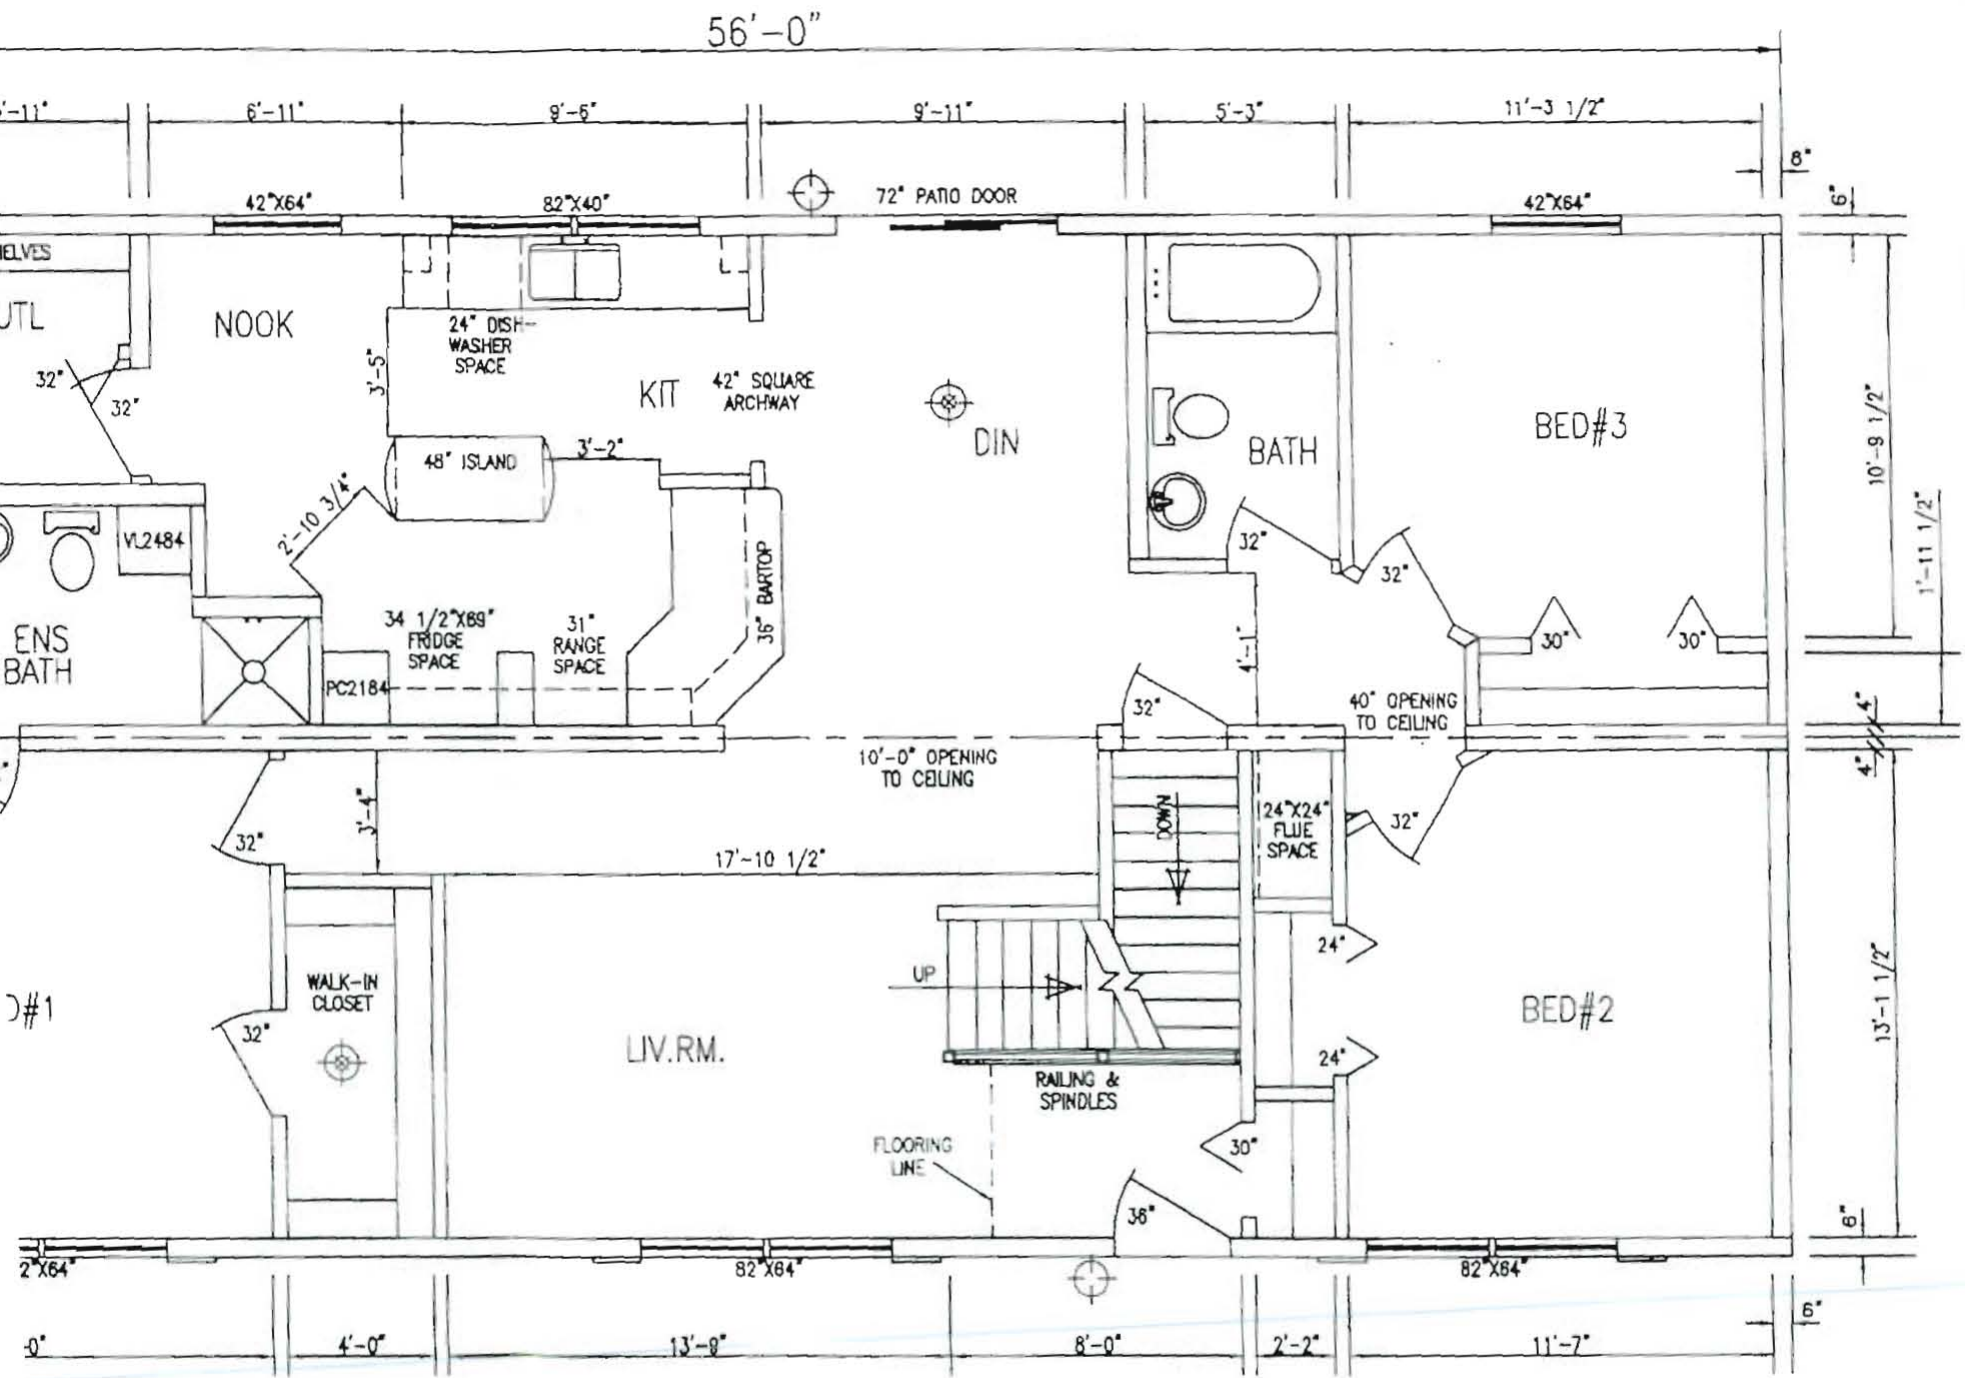 56'-0"
'-11"
6'-11"
9'-6"
9'-11"
5'-3"
11'-3 1/2"
8"
6"
42"X64"
82"X40"
72" PATIO DOOR
42"X64"
ELVES
UTL
NOOK
24" DISH-
WASHER
SPACE
3'-5"
KIT
42" SQUARE
ARCHWAY
DIN
BATH
BED#3
10'-9 1/2"
32"
32"
48" ISLAND
3'-2"
2'-10 3/4"
VL2484
36" BARTOP
32"
32"
1'-11 1/2"
ENS
BATH
34 1/2"X69"
FRIDGE
SPACE
31"
RANGE
SPACE
PC2184
4'-1"
30"
30"
32"
40" OPENING
TO CEILING
4"
4"
10'-0" OPENING
TO CEILING
3'-4"
32"
17'-10 1/2"
DOWN
24"X24"
FLUE
SPACE
32"
WALK-IN
CLOSET
UP
24"
)#1
32"
LIV.RM.
BED#2
13'-1 1/2"
24"
RAILING &
SPINDLES
FLOORING
LINE
30"
36"
6"
2"X64"
82"X64"
82"X64"
6"
-0"
4'-0"
13'-9"
8'-0"
2'-2"
11'-7"